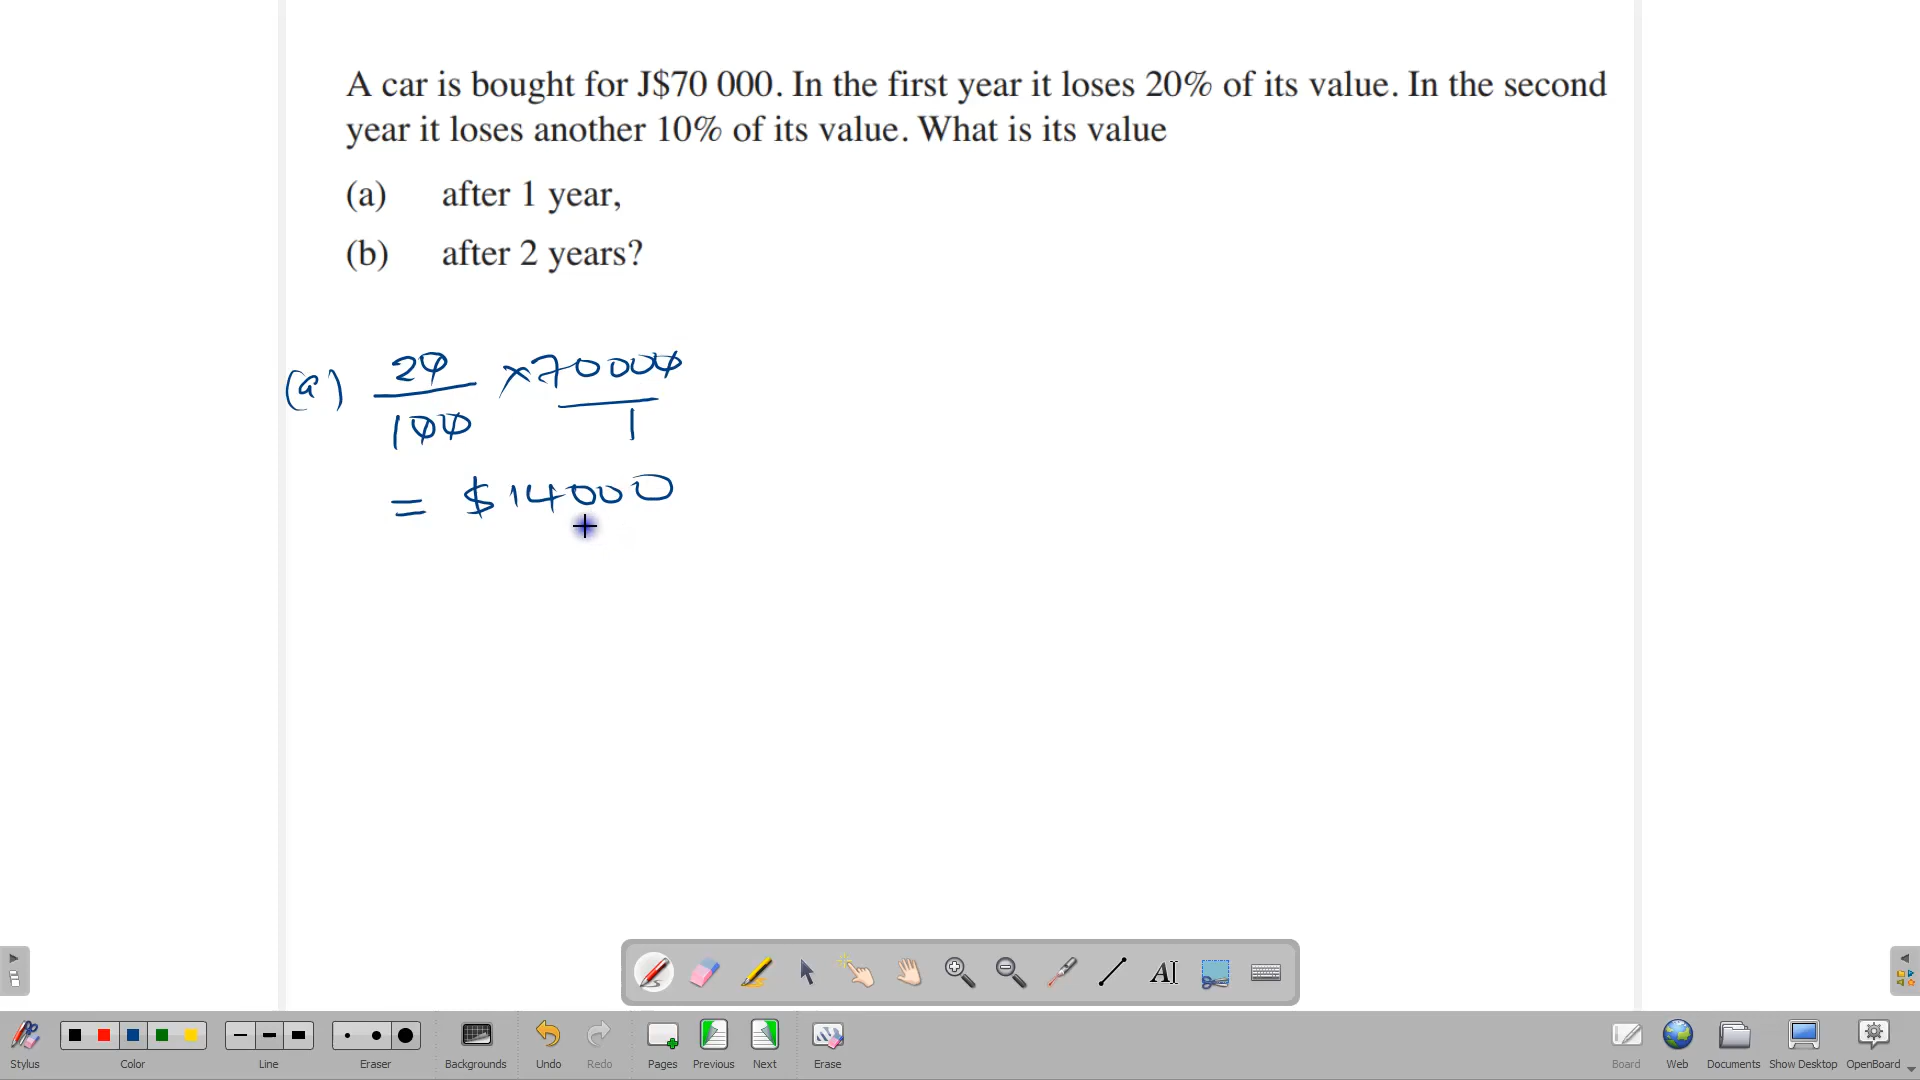 A car is bought for J$70 000. In the first year it loses 20% of its value. In the second
year it loses another 10% of its value. What is its value
(a) after 1 year,
(b) after 2 years?
(a) 20/100 × 70000/1
= $14000
Stylus
Color
Line
Eraser
Backgrounds
Undo
Redo
Pages
Previous
Next
Erase
Board
Web
Documents
Show Desktop
OpenBoard